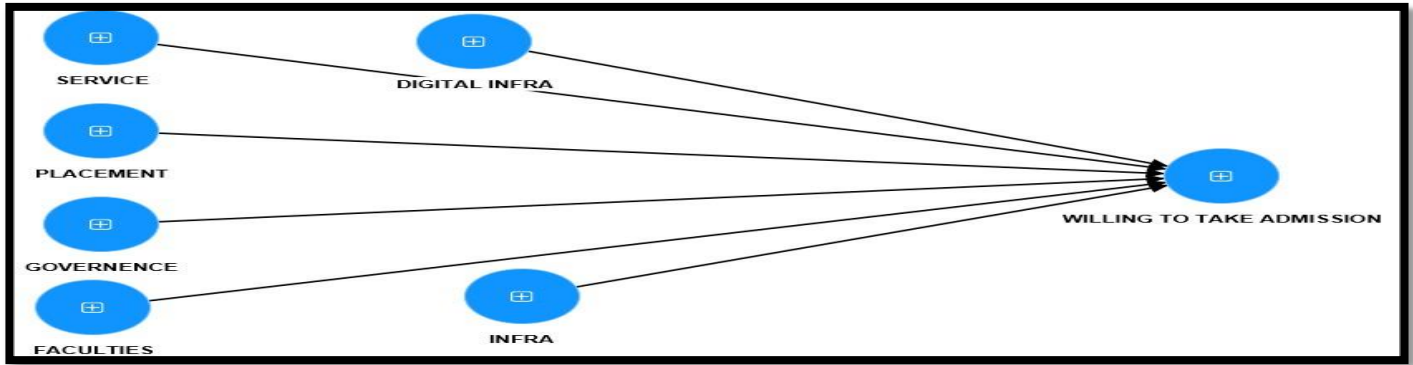 SERVICE
DIGITAL INFRA
PLACEMENT
WILLING TO TAKE ADMISSION
GOVERNENCE
INFRA
FACULTIES